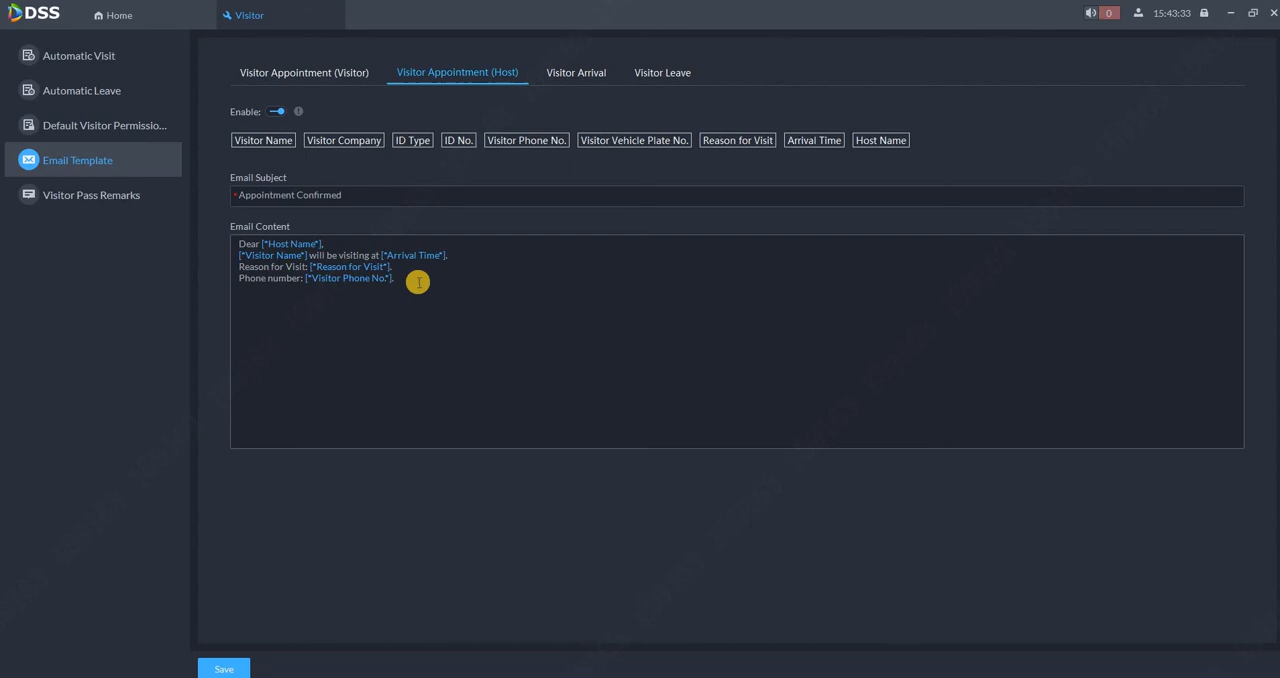 DSS
Home
Visitor
0
15:43:33
Automatic Visit
Automatic Leave
Default Visitor Permissio...
Email Template
Visitor Pass Remarks
Visitor Appointment (Visitor)
Visitor Appointment (Host)
Visitor Arrival
Visitor Leave
Enable:
Visitor Name
Visitor Company
ID Type
ID No.
Visitor Phone No.
Visitor Vehicle Plate No.
Reason for Visit
Arrival Time
Host Name
Email Subject
* Appointment Confirmed
Email Content
Dear [*Host Name*],
[*Visitor Name*] will be visiting at [*Arrival Time*].
Reason for Visit: [*Reason for Visit*].
Phone number: [*Visitor Phone No.*].
Save